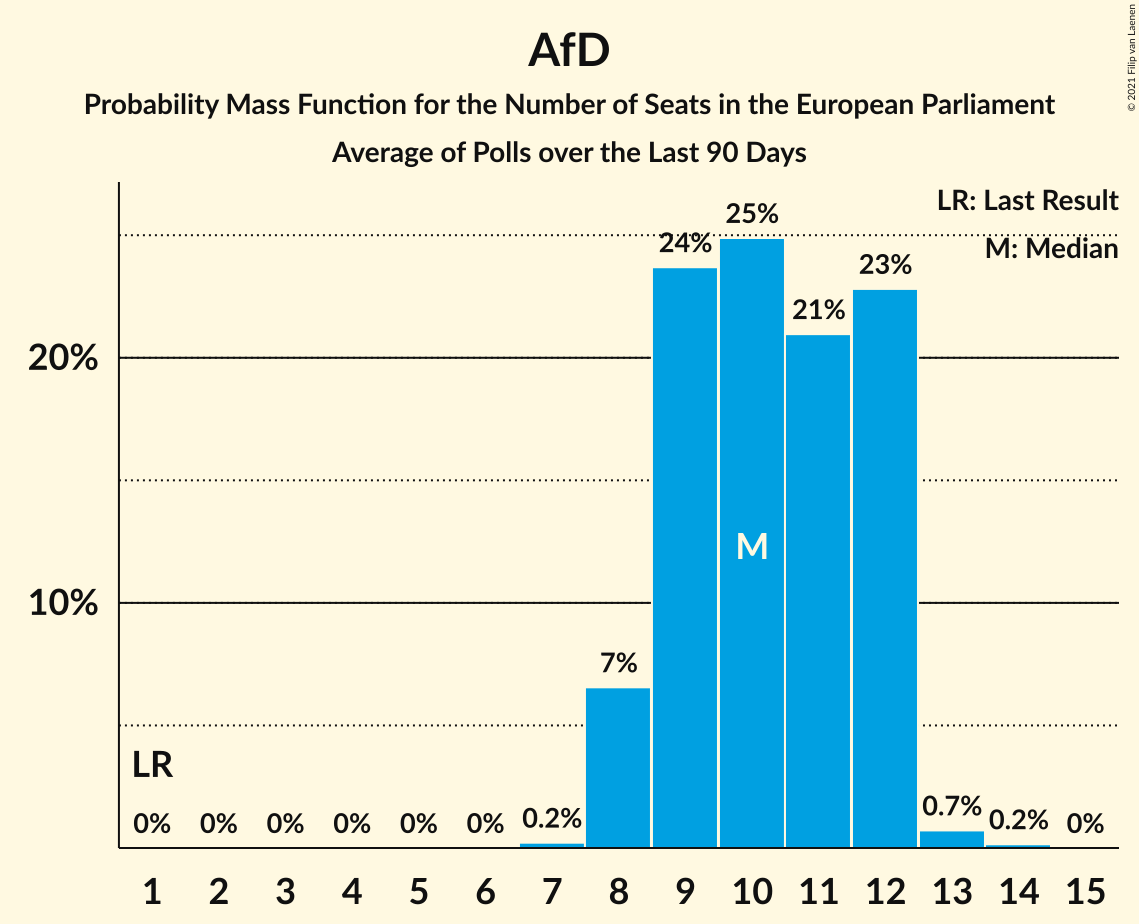 AfD
Probability Mass Function for the Number of Seats in the European Parliament
Average of Polls over the Last 90 Days
© 2021 Filip van Laenen
LR: Last Result
M: Median
20%
10%
LR
0%
0%
0%
0%
0%
0%
0.2%
7%
24%
25%
21%
23%
0.7%
0.2%
0%
M
1 2 3 4 5 6 7 8 9 10 11 12 13 14 15